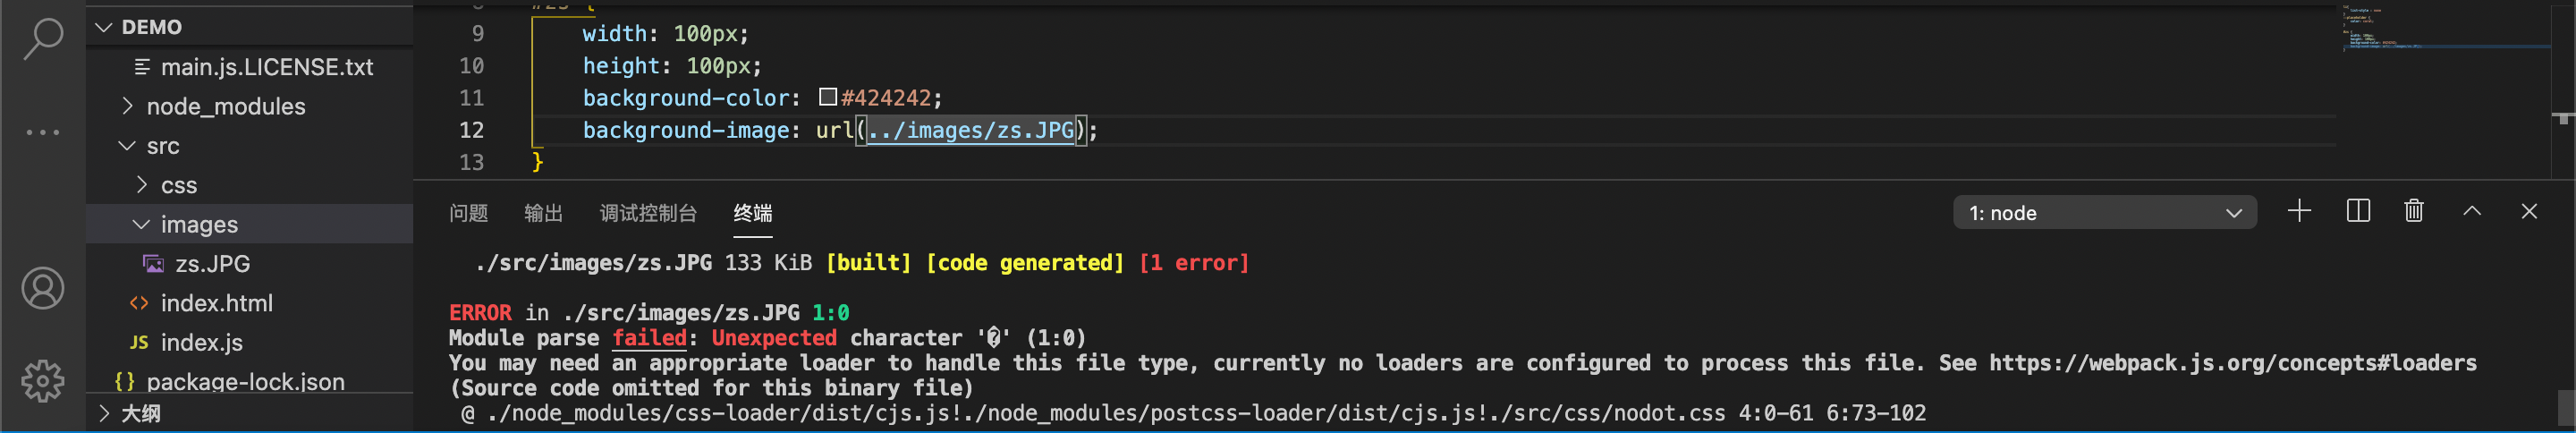 DEMO
main.js.LICENSE.txt
node_modules
src
css
images
zs.JPG
index.html
JS index.js
{} package-lock.json
大纲
9 width: 100px;
10 height: 100px;
11 background-color: #424242;
12 background-image: url(../images/zs.JPG);
13 }
问题 输出 调试控制台 终端 1: node
./src/images/zs.JPG 133 KiB [built] [code generated] [1 error]
ERROR in ./src/images/zs.JPG 1:0
Module parse failed: Unexpected character '�' (1:0)
You may need an appropriate loader to handle this file type, currently no loaders are configured to process this file. See https://webpack.js.org/concepts#loaders
(Source code omitted for this binary file)
@ ./node_modules/css-loader/dist/cjs.js!./node_modules/postcss-loader/dist/cjs.js!./src/css/nodot.css 4:0-61 6:73-102